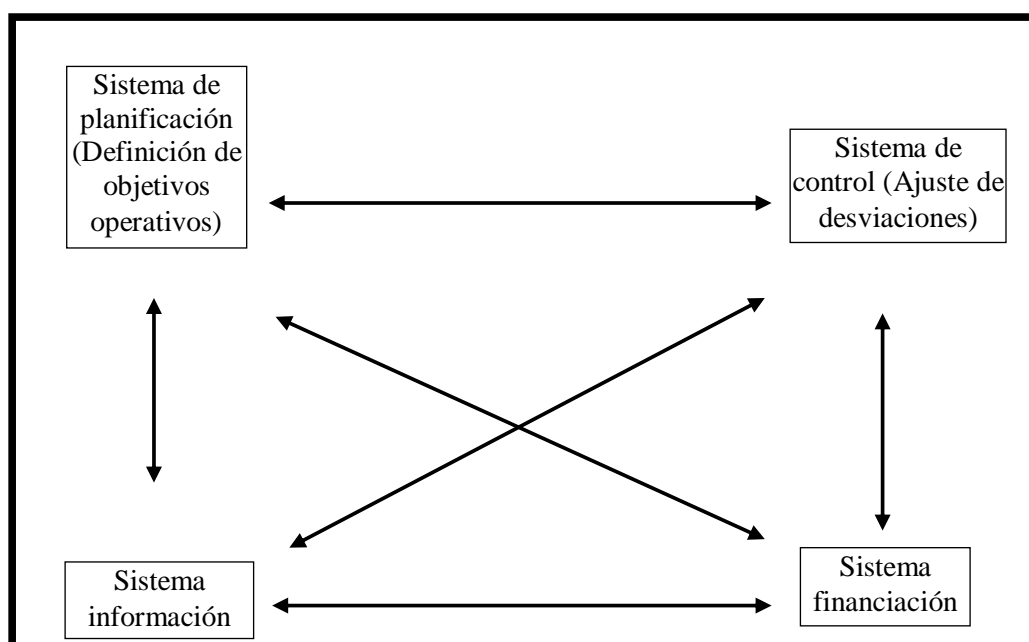 Sistema de
planificación
(Definición de
objetivos
operativos)
Sistema de
control (Ajuste de
desviaciones)
Sistema
información
Sistema
financiación